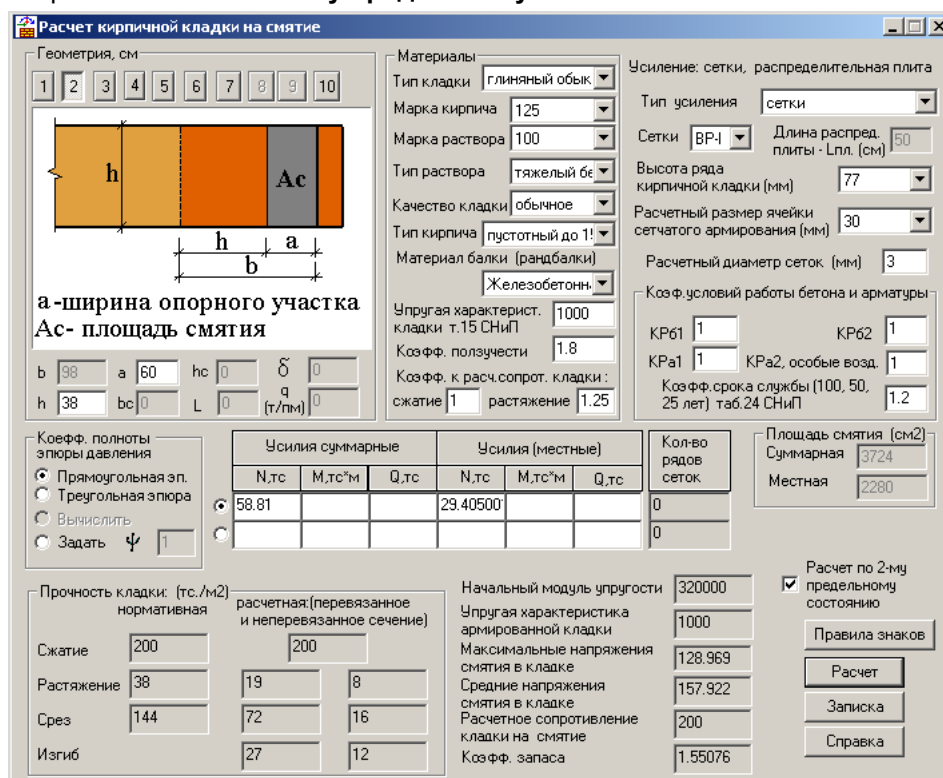 Расчет кирпичной кладки на смятие
Геометрия, см
1 2 3 4 5 6 7 8 9 10
h
Ac
h a
b
a-ширина опорного участка
Ac- площадь смятия
b 98 a 60 hc 0 δ 0
h 38 bc 0 L 0 q (т/пм) 0
Материалы
Тип кладки глиняный обык
Марка кирпича 125
Марка раствора 100
Тип раствора тяжелый бе
Качество кладки обычное
Тип кирпича пустотный до 1!
Материал балки (рандбалки)
Железобетонн
Упругая характерист.
кладки т.15 СНиП 1000
Коэфф. ползучести 1.8
Коэфф. к расч.сопрот. кладки :
сжатие 1 растяжение 1.25
Усиление: сетки, распределительная плита
Тип усиления сетки
Сетки ВР-I Длина распред.
плиты - Lпл. (см) 50
Высота ряда
кирпичной кладки (мм) 77
Расчетный размер ячейки
сетчатого армирования (мм) 30
Расчетный диаметр сеток (мм) 3
Коэф.условий работы бетона и арматуры
КРб1 1 КРб2 1
КРа1 1 КРа2, особые возд. 1
Коэфф.срока службы (100, 50,
25 лет) таб.24 СНиП 1.2
Коефф. полноты
эпюры давления
Прямоугольная эп.
Треугольная эпюра
Вычислить
Задать ψ 1
Усилия суммарные Усилия (местные) Кол-во
рядов
сеток
N,тс M,тс*м Q,тс N,тс M,тс*м Q,тс
58.81 29.40500 0
0
Площадь смятия (см2)
Суммарная 3724
Местная 2280
Прочность кладки: (тс./м2)
нормативная расчетная:(перевязанное
и неперевязанное сечение)
Сжатие 200 200
Растяжение 38 19 8
Срез 144 72 16
Изгиб 27 12
Начальный модуль упругости 320000
Упругая характеристика
армированной кладки 1000
Максимальные напряжения
смятия в кладке 128.969
Средние напряжения
смятия в кладке 157.922
Расчетное сопротивление
кладки на смятие 200
Коэфф. запаса 1.55076
Расчет по 2-му
предельному
состоянию
Правила знаков
Расчет
Записка
Справка